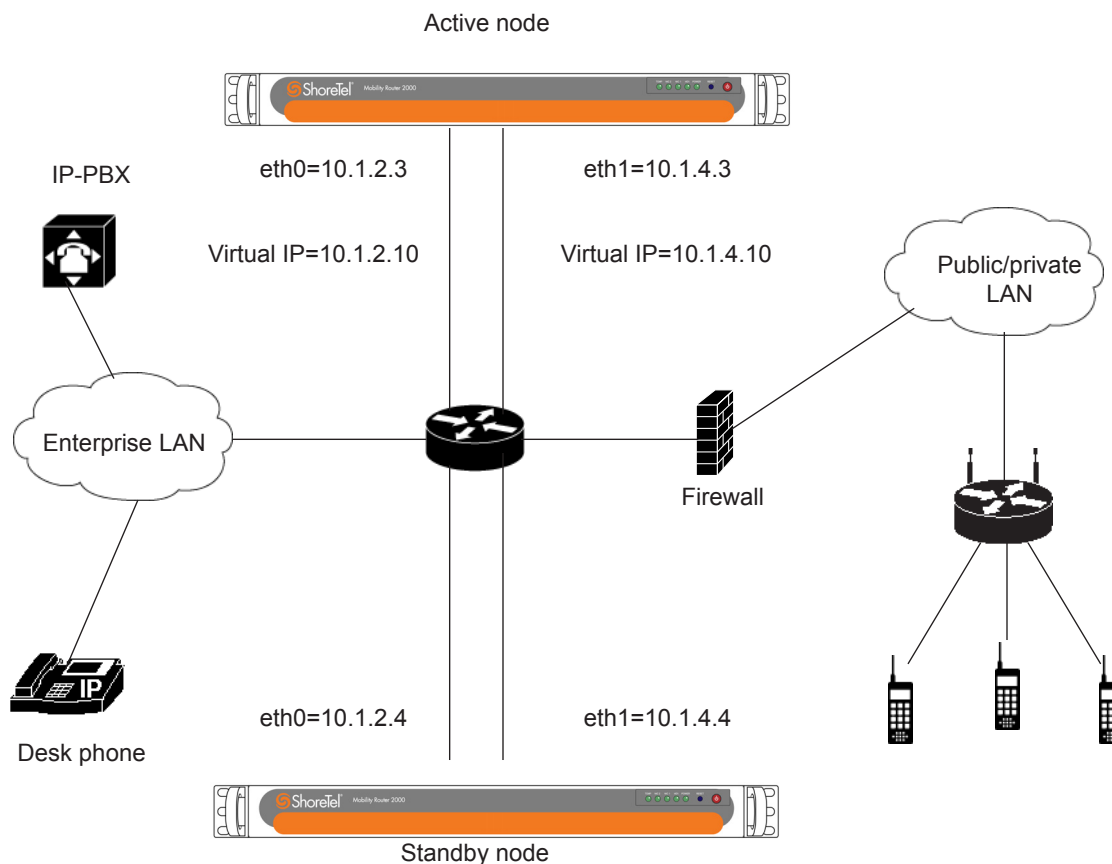 Active node
ShoreTel Mobility Router 2000
eth0=10.1.2.3
eth1=10.1.4.3
IP-PBX
Virtual IP=10.1.2.10
Virtual IP=10.1.4.10
Public/private
LAN
Enterprise LAN
Firewall
IP
Desk phone
eth0=10.1.2.4
eth1=10.1.4.4
ShoreTel Mobility Router 2000
Standby node